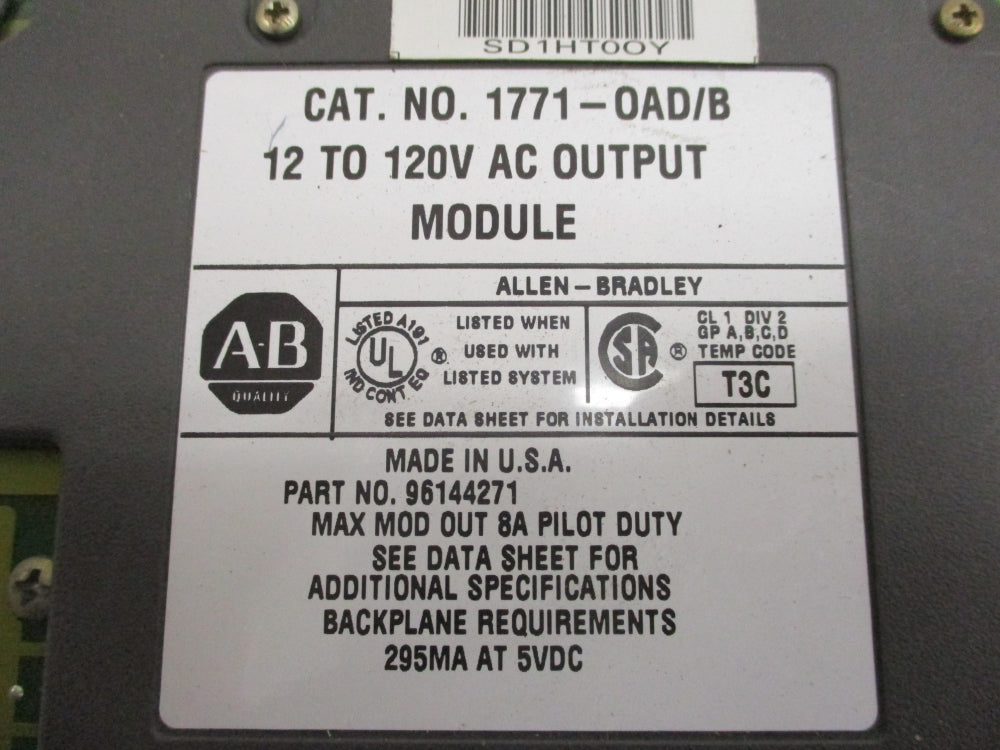 SD1HT0OY
CAT. NO. 1771-OAD/B
12 TO 120V AC OUTPUT
MODULE
ALLEN-BRADLEY
A-B
QUALITY
LISTED A191
UL
IND CONT EQ
®
LISTED WHEN
USED WITH
LISTED SYSTEM
SA
®
CL 1 DIV 2
GP A,B,C,D
TEMP CODE
T3C
SEE DATA SHEET FOR INSTALLATION DETAILS
MADE IN U.S.A.
PART NO. 96144271
MAX MOD OUT 8A PILOT DUTY
SEE DATA SHEET FOR
ADDITIONAL SPECIFICATIONS
BACKPLANE REQUIREMENTS
295MA AT 5VDC